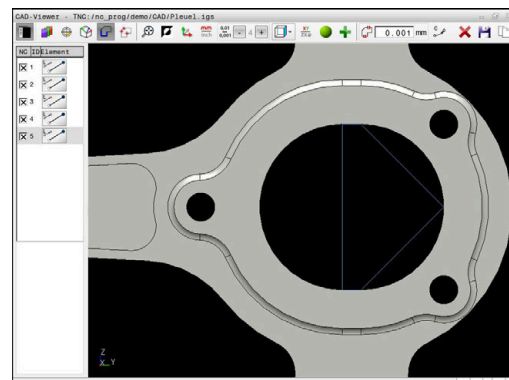 CAD-Viewer - TNC:/nc_prog/demo/CAD/Pleuel.igs
mm inch 0.01 0,001 4 XY 0.001 mm
NC ID Element
1
2
3
4
5
Z
X Y